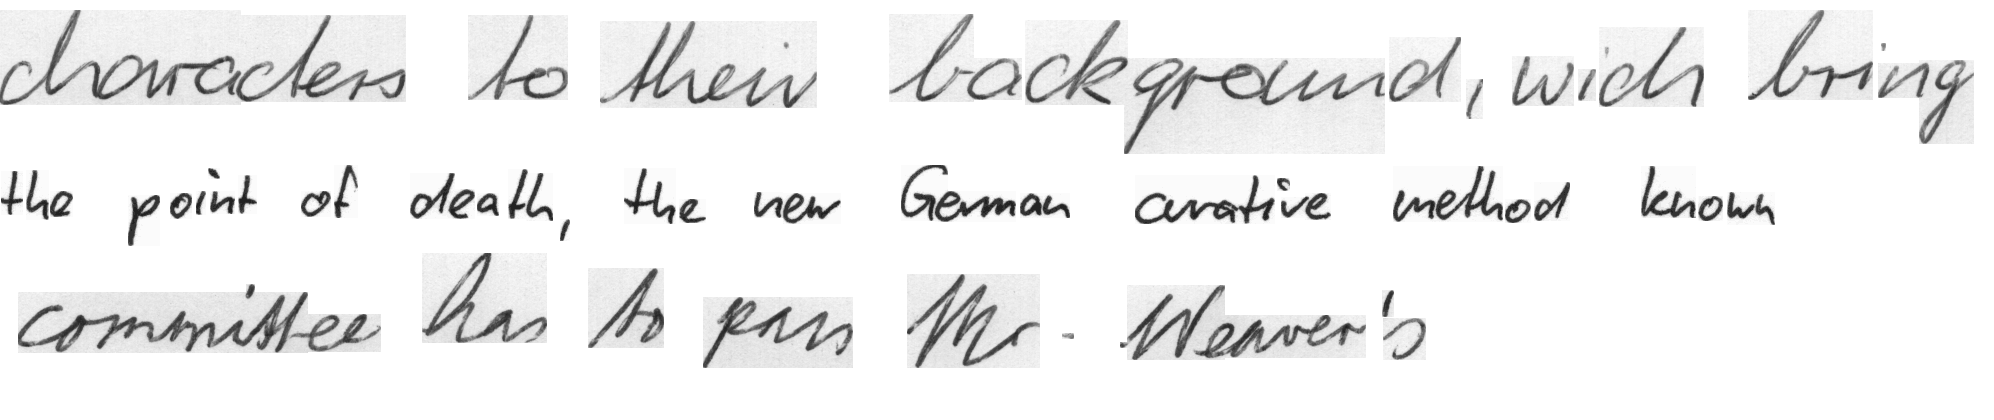 characters to their background, wich bring
the point of death, the new German curative method known
committee has to pass Mr. Weaver's